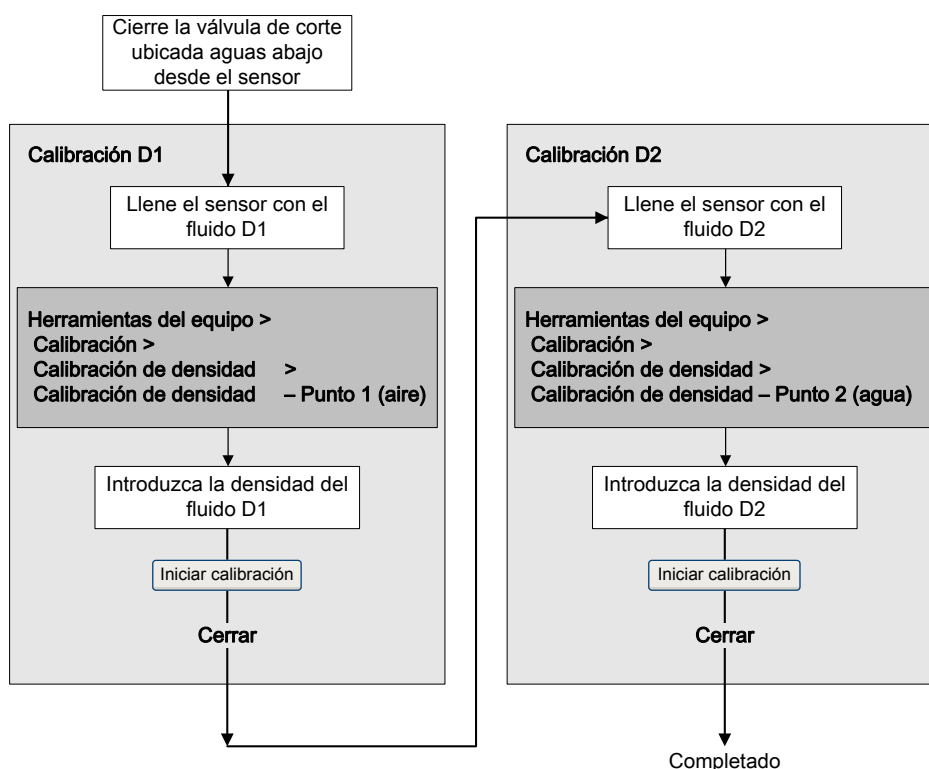 Cierre la válvula de corte
ubicada aguas abajo
desde el sensor
Calibración D1
Llene el sensor con el
fluido D1
Herramientas del equipo >
Calibración >
Calibración de densidad >
Calibración de densidad – Punto 1 (aire)
Introduzca la densidad del
fluido D1
Iniciar calibración
Cerrar
Calibración D2
Llene el sensor con el
fluido D2
Herramientas del equipo >
Calibración >
Calibración de densidad >
Calibración de densidad – Punto 2 (agua)
Introduzca la densidad del
fluido D2
Iniciar calibración
Cerrar
Completado